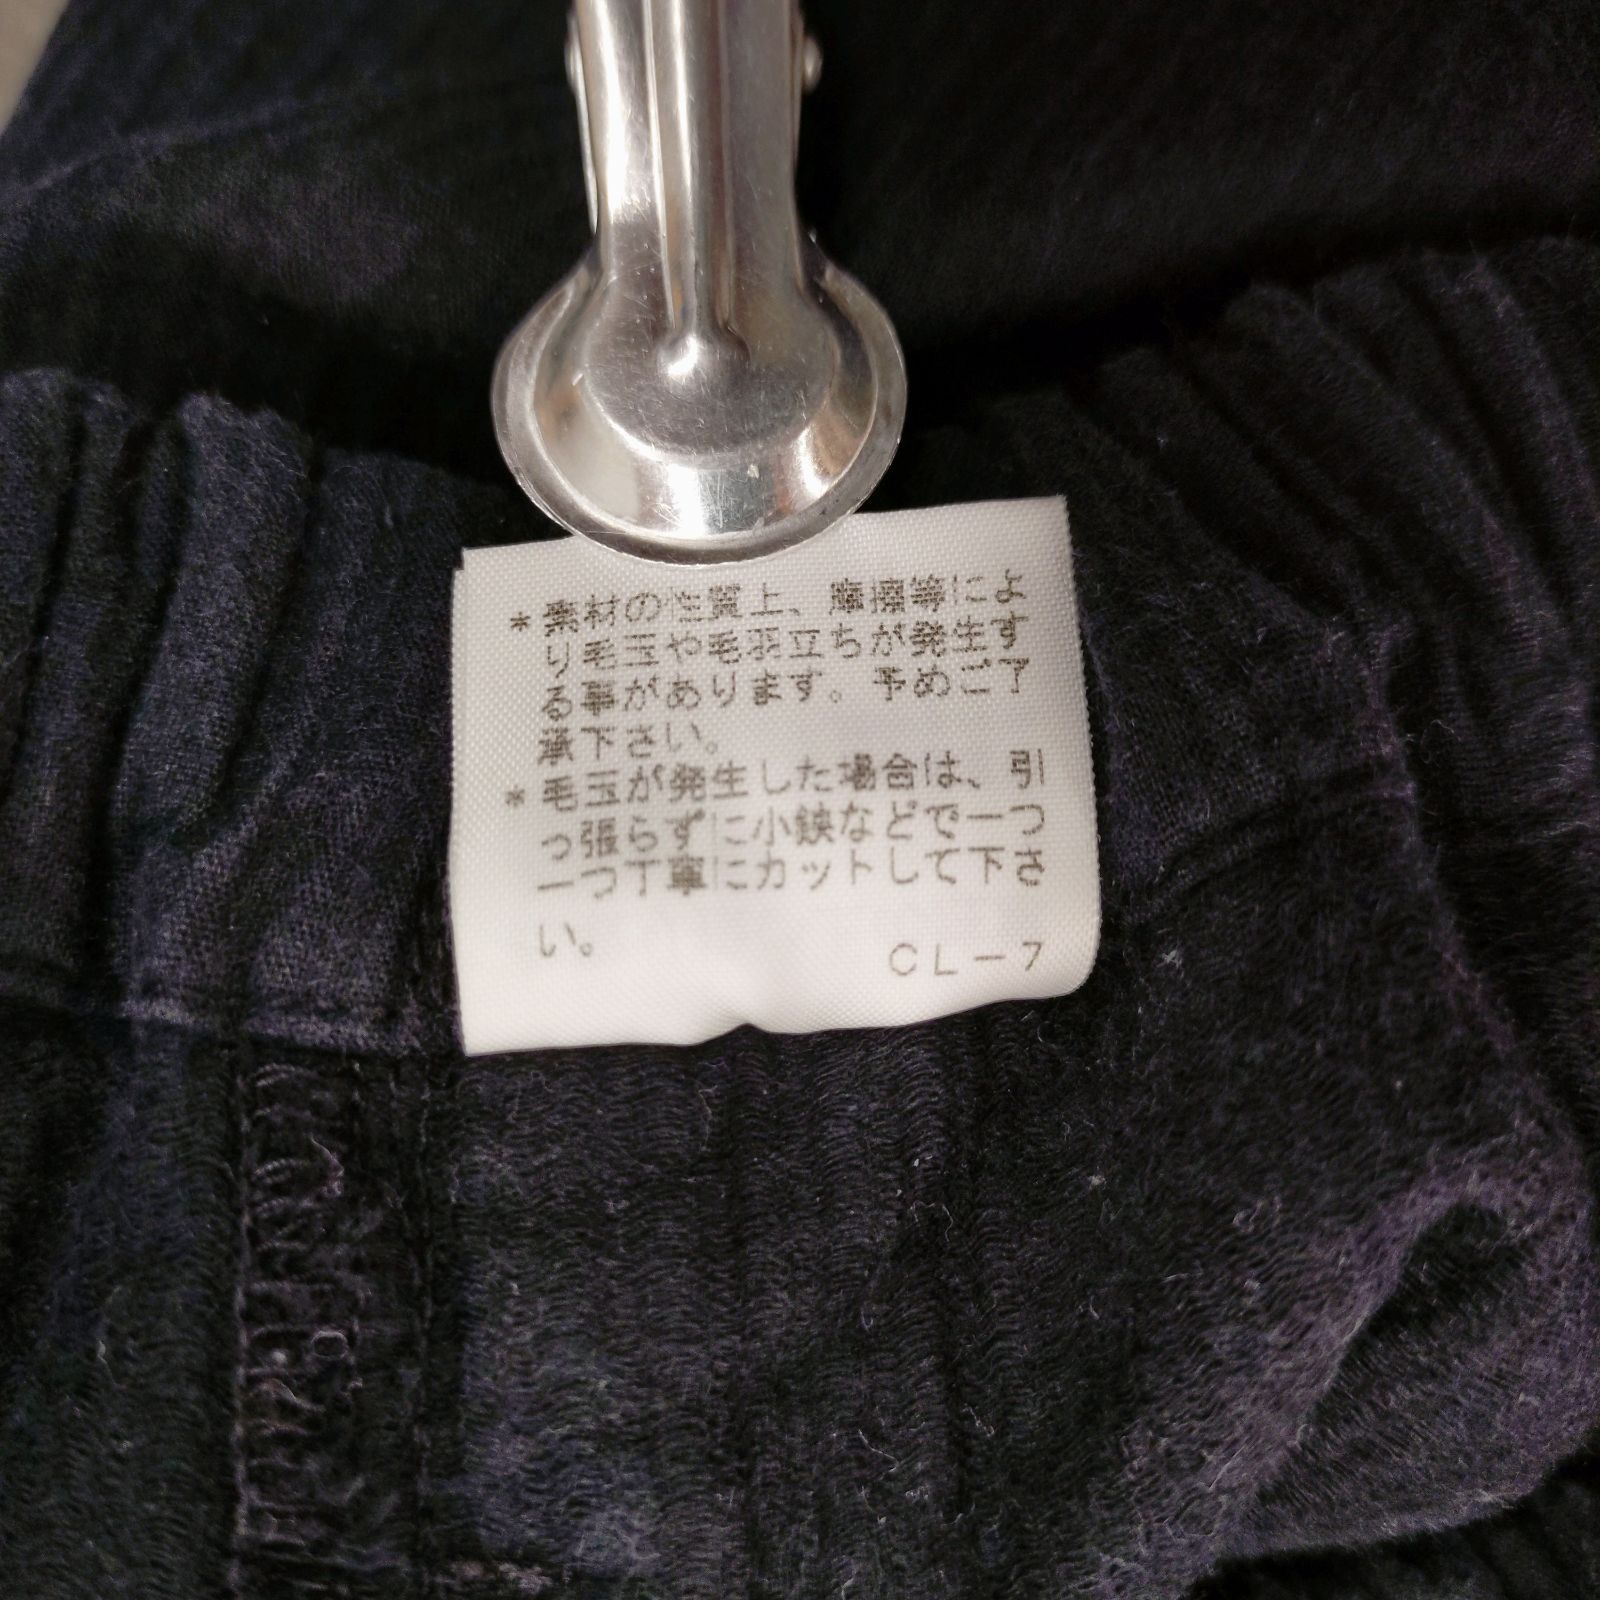 *素材の性質上、摩擦等によ
り毛玉や毛羽立ちが発生す
る事があります。予めご了
承下さい。
*毛玉が発生した場合は、引
っ張らずに小鋏などで一つ
一つ丁寧にカットして下さ
い。
CL-7